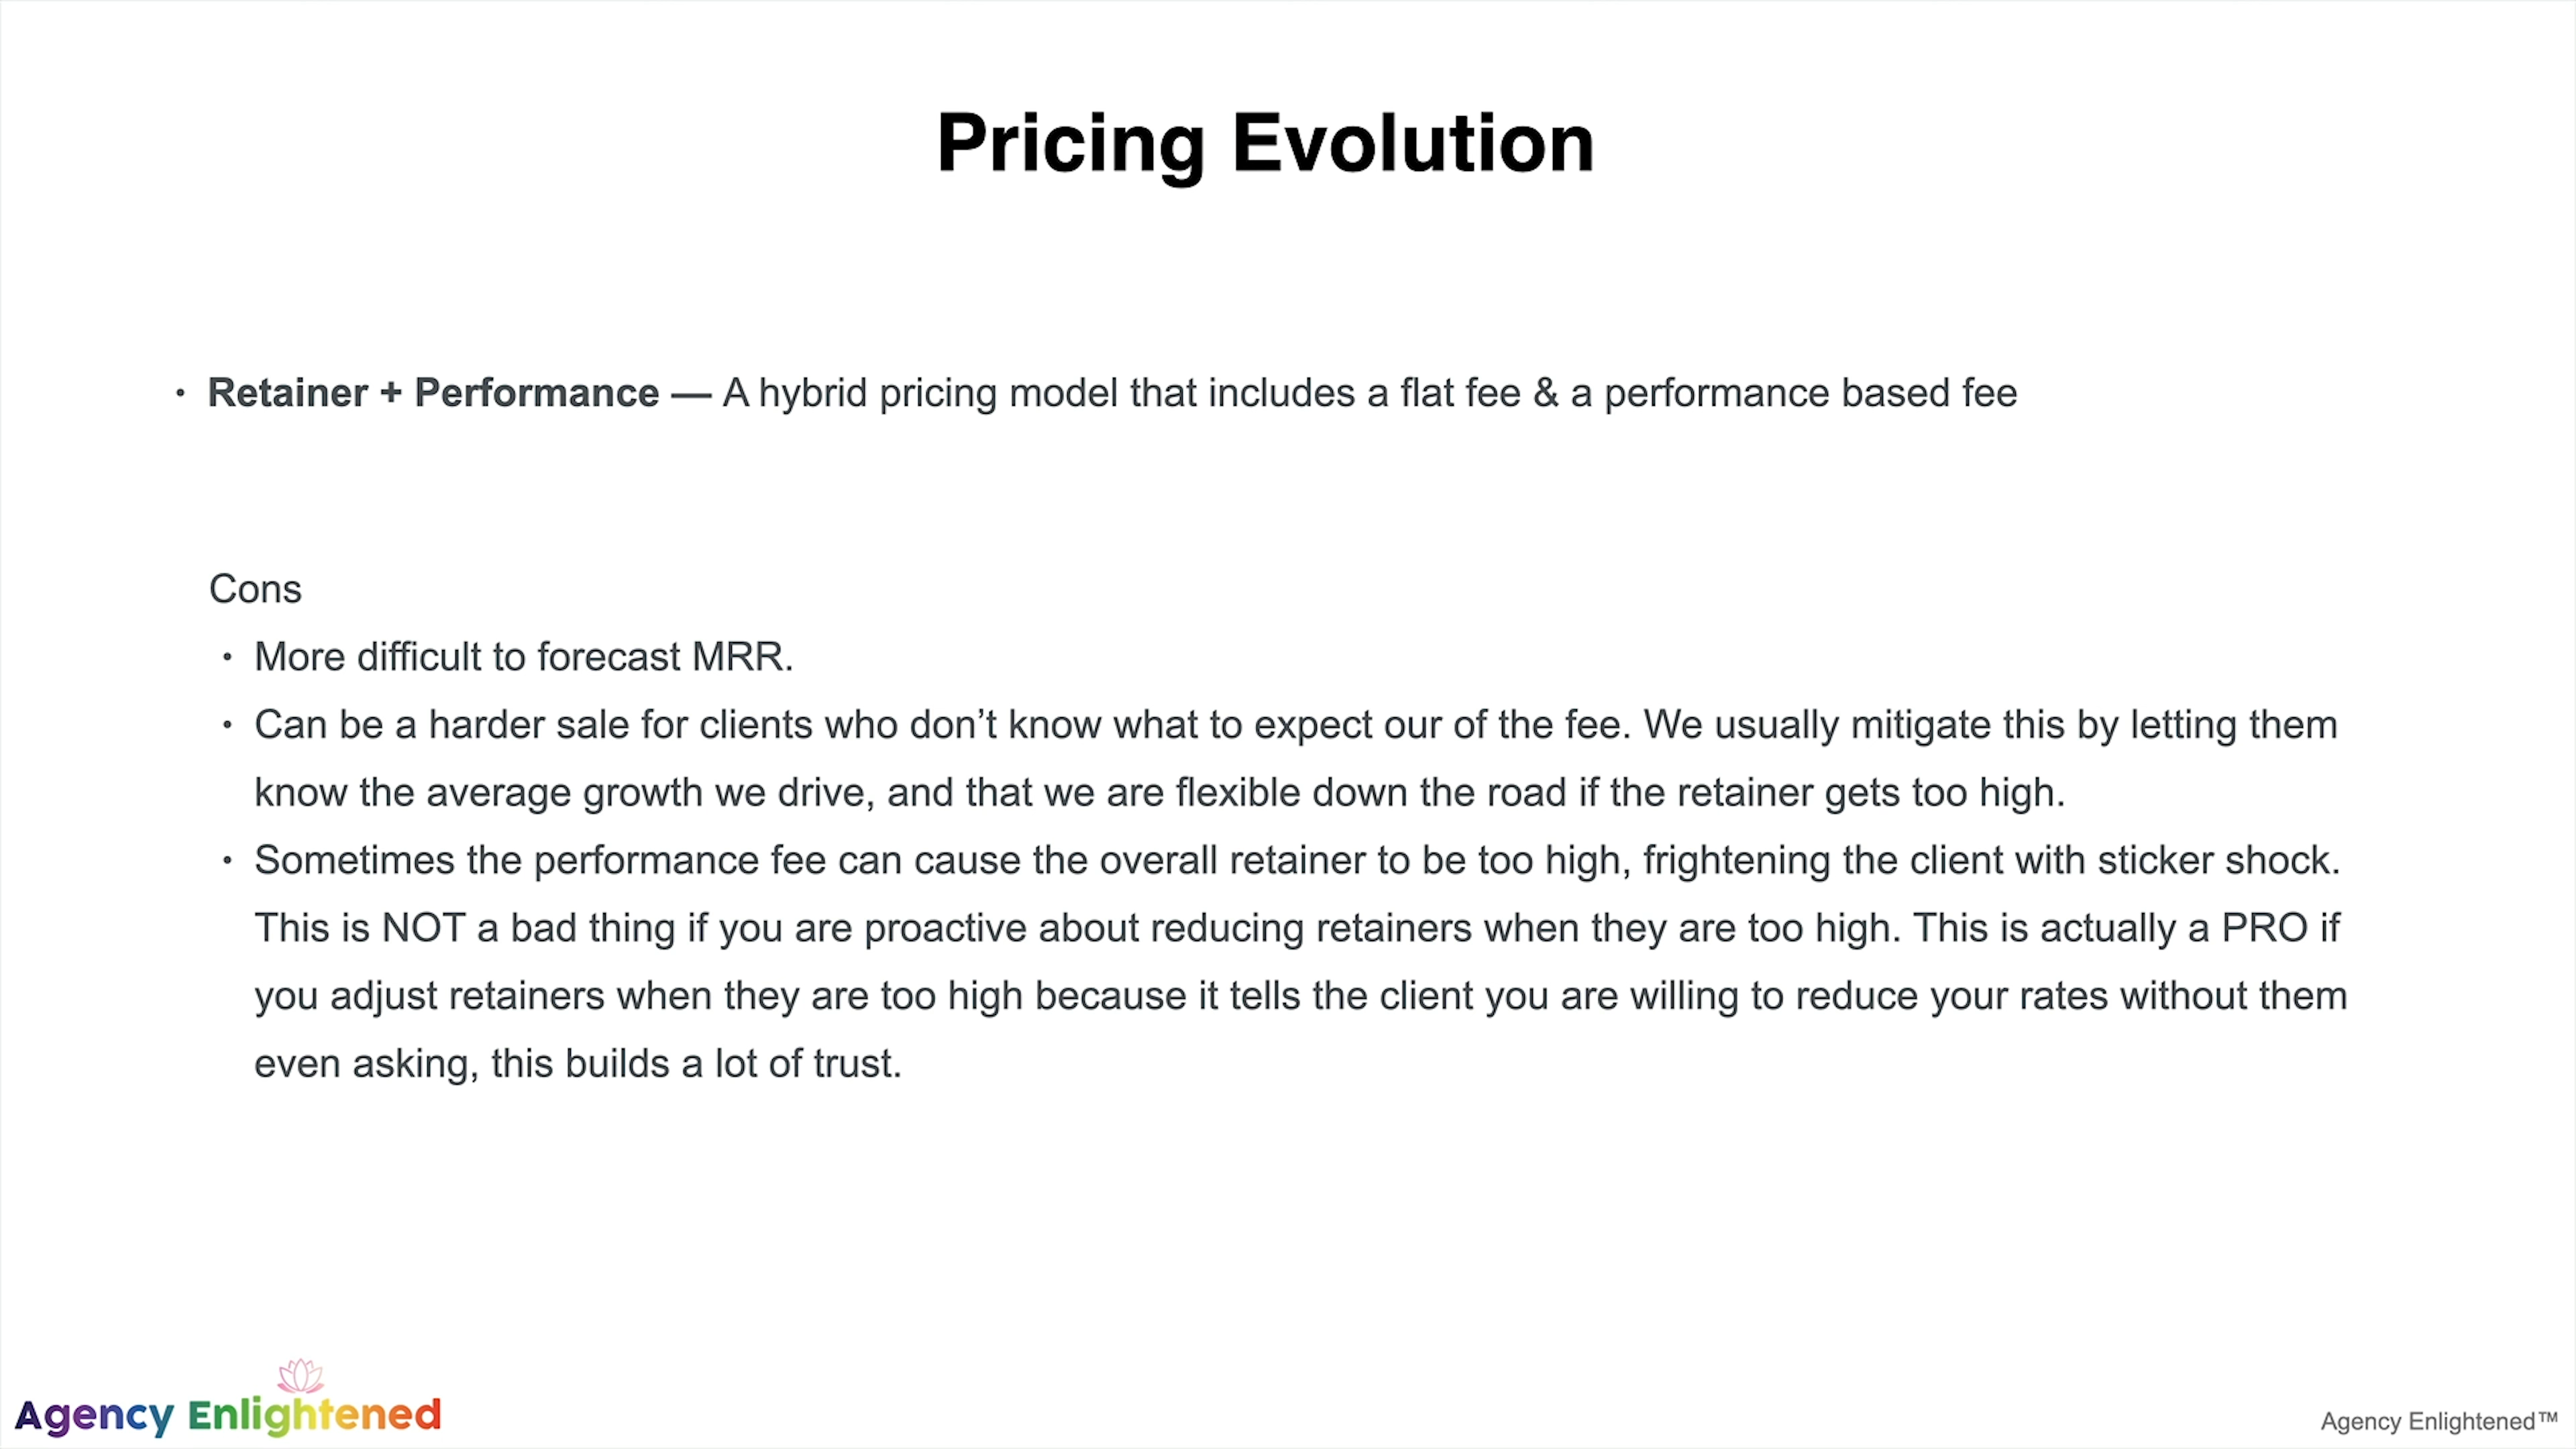 Pricing Evolution
• Retainer + Performance — A hybrid pricing model that includes a flat fee & a performance based fee
Cons
• More difficult to forecast MRR.
• Can be a harder sale for clients who don’t know what to expect our of the fee. We usually mitigate this by letting them
know the average growth we drive, and that we are flexible down the road if the retainer gets too high.
• Sometimes the performance fee can cause the overall retainer to be too high, frightening the client with sticker shock.
This is NOT a bad thing if you are proactive about reducing retainers when they are too high. This is actually a PRO if
you adjust retainers when they are too high because it tells the client you are willing to reduce your rates without them
even asking, this builds a lot of trust.
Agency Enlightened
Agency Enlightened™